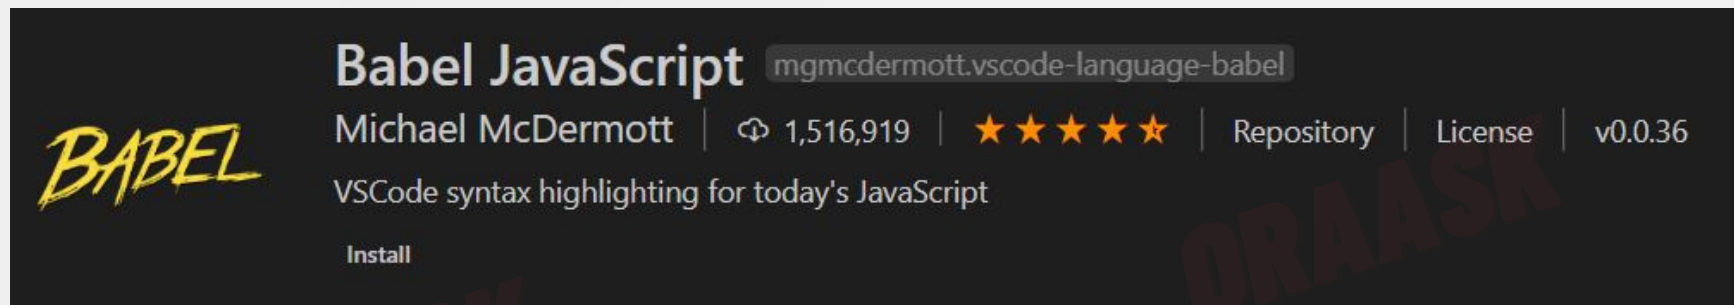 Babel JavaScript mgmcdermott.vscode-language-babel
BABEL
Michael McDermott 1,516,919 Repository License v0.0.36
VSCode syntax highlighting for today's JavaScript
Install
ORAASK
K